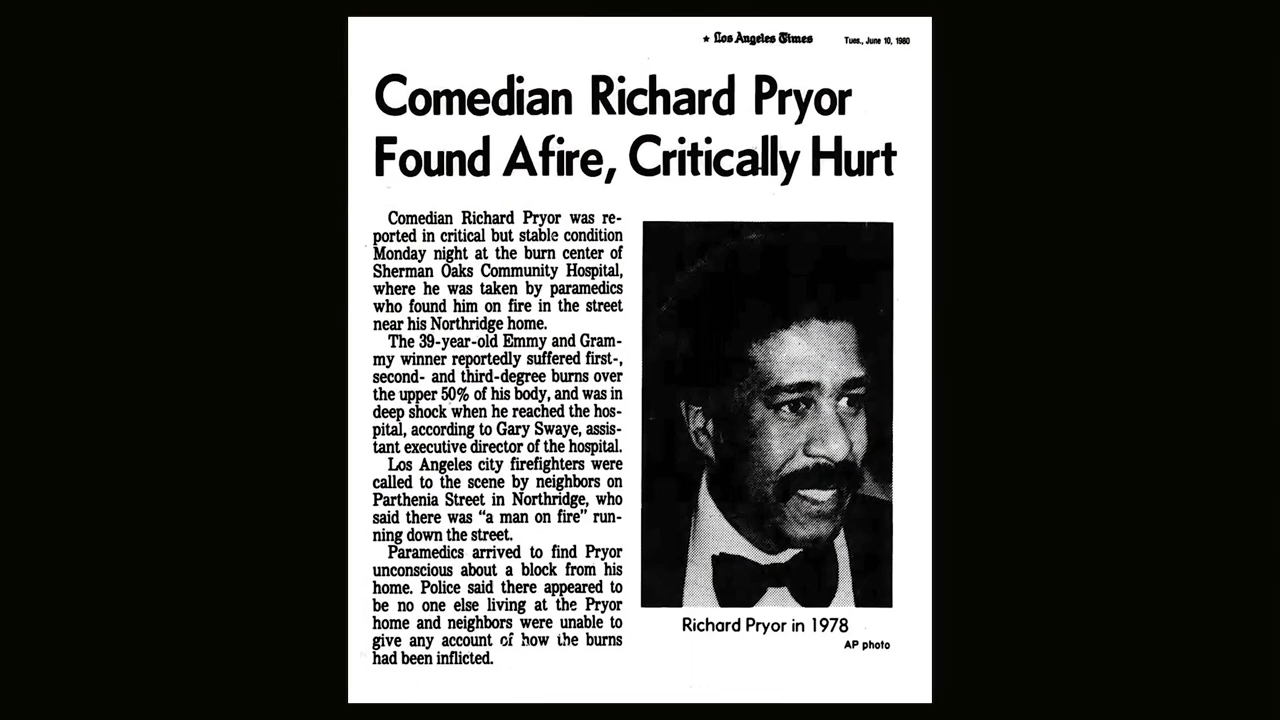 ★ Los Angeles Times Tues., June 10, 1980
Comedian Richard Pryor
Found Afire, Critically Hurt
Comedian Richard Pryor was re-
ported in critical but stable condition
Monday night at the burn center of
Sherman Oaks Community Hospital,
where he was taken by paramedics
who found him on fire in the street
near his Northridge home.
The 39-year-old Emmy and Gram-
my winner reportedly suffered first-,
second- and third-degree burns over
the upper 50% of his body, and was in
deep shock when he reached the hos-
pital, according to Gary Swaye, assis-
tant executive director of the hospital.
Los Angeles city firefighters were
called to the scene by neighbors on
Parthenia Street in Northridge, who
said there was “a man on fire” run-
ning down the street.
Paramedics arrived to find Pryor
unconscious about a block from his
home. Police said there appeared to
be no one else living at the Pryor
home and neighbors were unable to
give any account of how the burns
had been inflicted.
Richard Pryor in 1978
AP photo